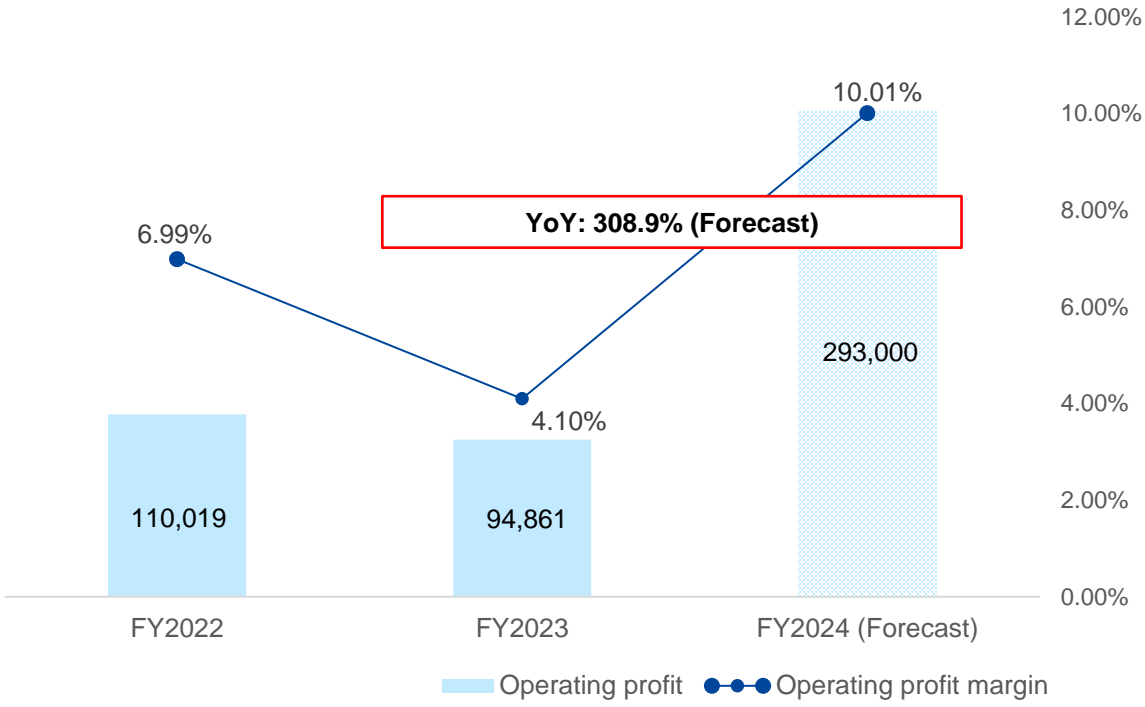 12.00%
10.01%
10.00%
8.00%
YoY: 308.9% (Forecast)
6.99%
6.00%
293,000
4.00%
4.10%
110,019
94,861
2.00%
0.00%
FY2022
FY2023
FY2024 (Forecast)
Operating profit
Operating profit margin